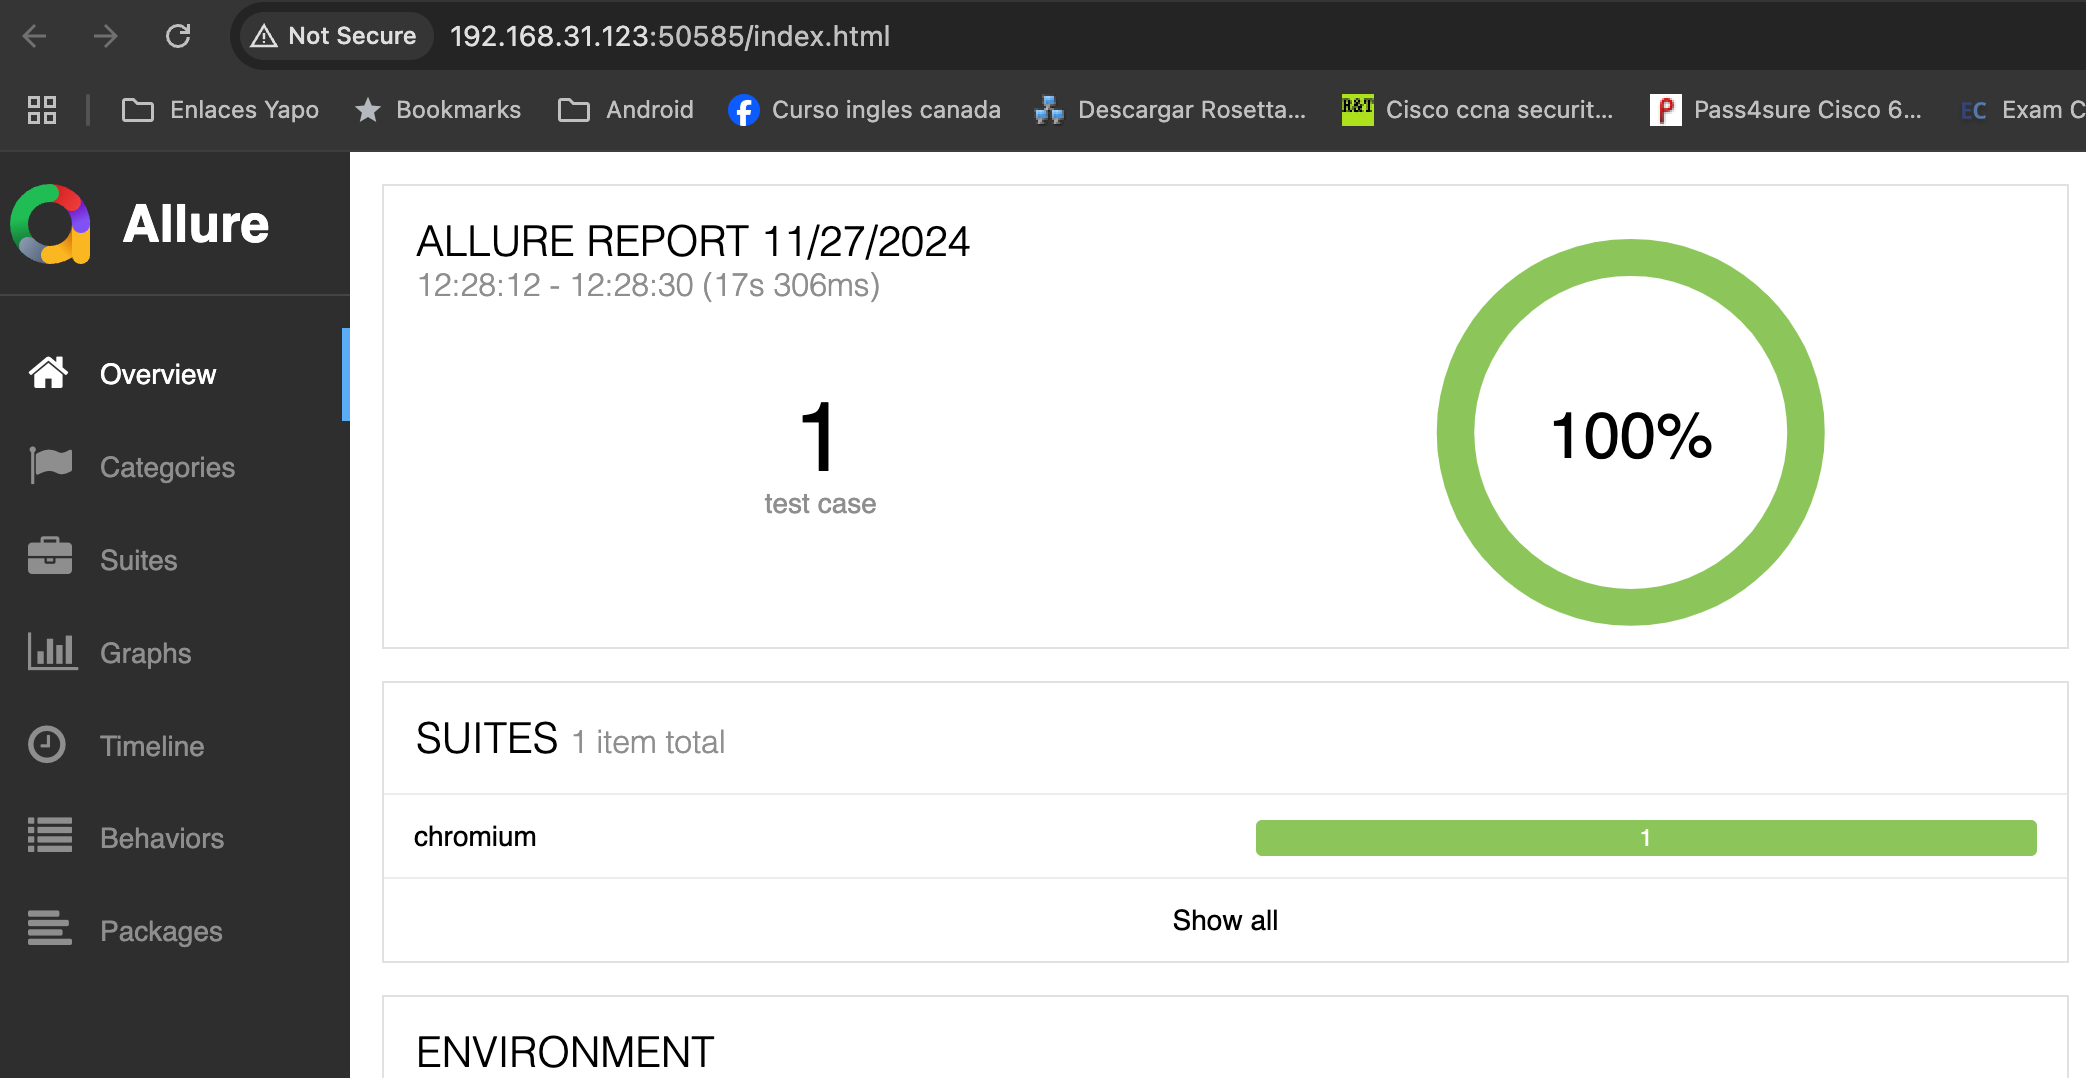 Not Secure 192.168.31.123:50585/index.html
Enlaces Yapo Bookmarks Android Curso ingles canada Descargar Rosetta... R&T Cisco ccna securit... P Pass4sure Cisco 6... EC Exam C
Allure
Overview
Categories
Suites
Graphs
Timeline
Behaviors
Packages
ALLURE REPORT 11/27/2024
12:28:12 - 12:28:30 (17s 306ms)
1
test case
100%
SUITES 1 item total
chromium 1
Show all
ENVIRONMENT